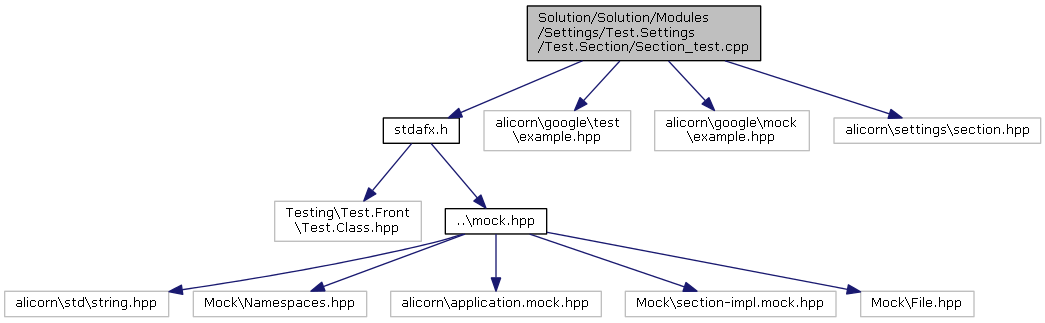 Solution/Solution/Modules
/Settings/Test.Settings
/Test.Section/Section_test.cpp
stdafx.h
alicorn\google\test
\example.hpp
alicorn\google\mock
\example.hpp
alicorn\settings\section.hpp
Testing\Test.Front
\Test.Class.hpp
..\mock.hpp
alicorn\std\string.hpp
Mock\Namespaces.hpp
alicorn\application.mock.hpp
Mock\section-impl.mock.hpp
Mock\File.hpp